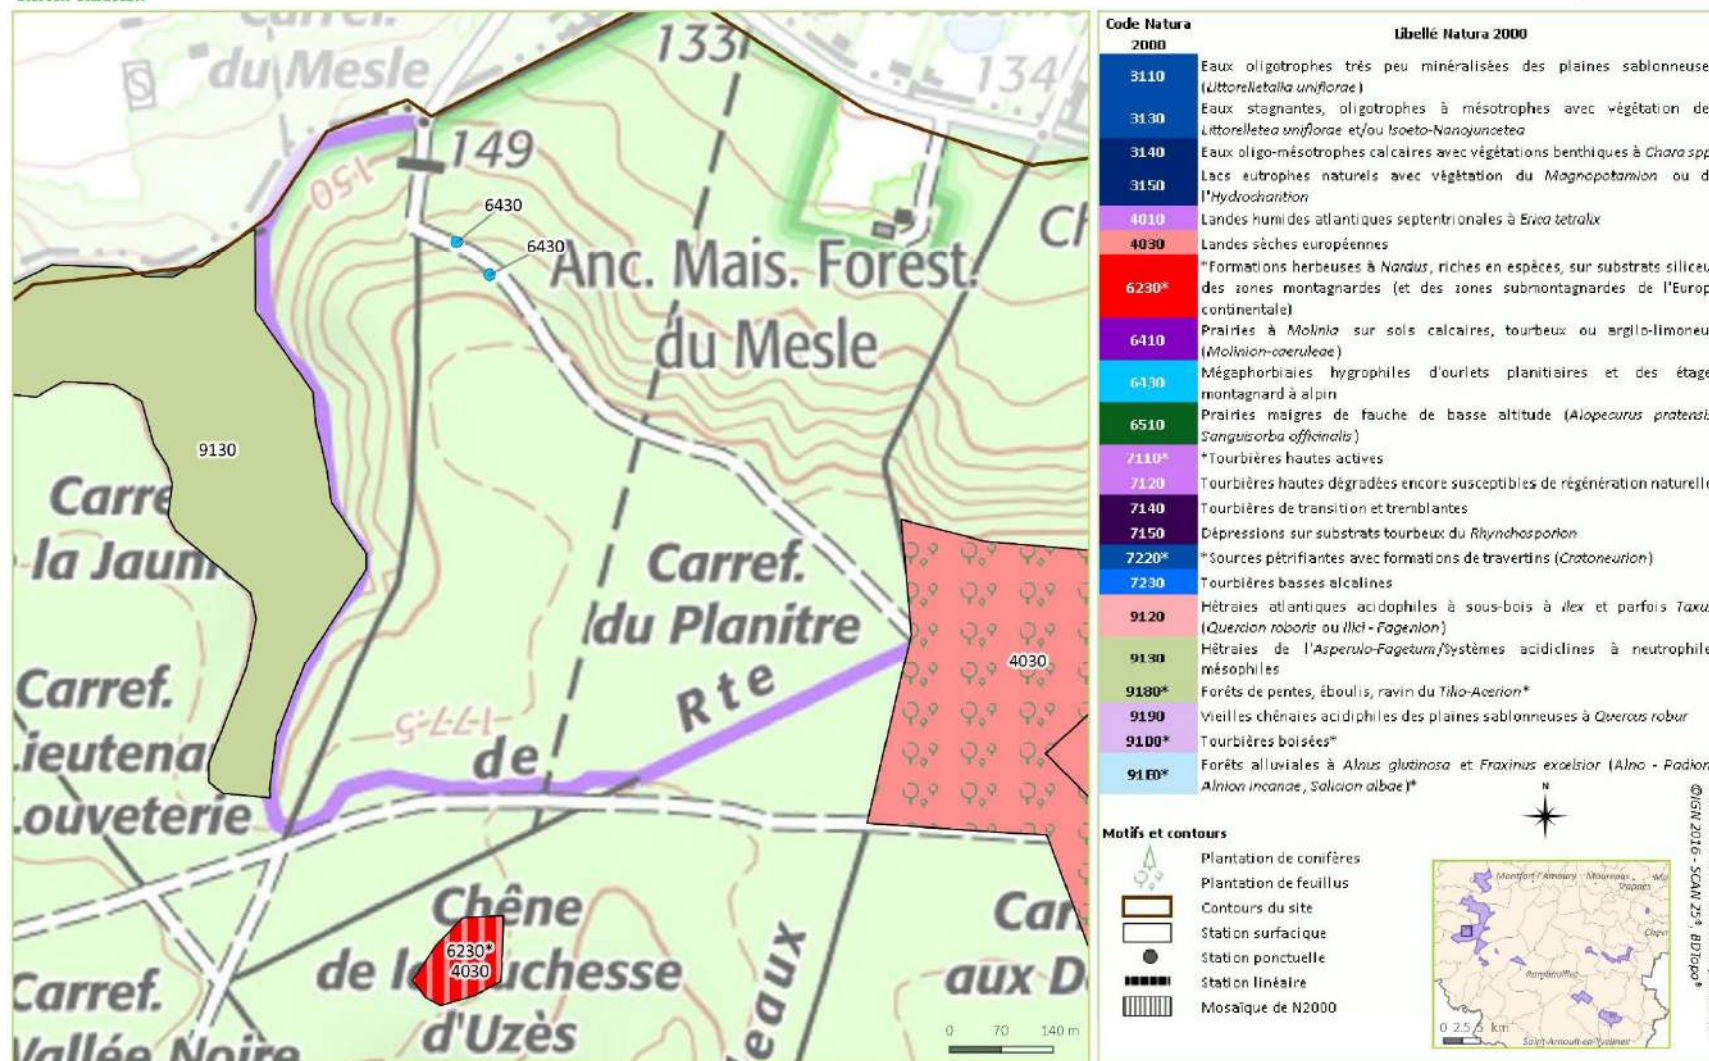 du Mesle
133
134
149
150
6430
6430
Anc. Mais. Forest.
du Mesle
9130
la Jaun
Carref.
du Planitre
4030
Rte
de
177.5
Carref.
Lieutena
Louveterie
Chêne
de la Duchesse
d'Uzès
6230*
4030
Carref.
Vallée Noire
eaux
Car
aux D
0 70 140 m
Code Natura
2000
Libellé Natura 2000
3110 Eaux oligotrophes très peu minéralisées des plaines sablonneuse
(Littorelletalia uniflorae)
3130 Eaux stagnantes, oligotrophes à mésotrophes avec végétation de
Littorelletea uniflorae et/ou Isoeto-Nanojuncetea
3140 Eaux oligo-mésotrophes calcaires avec végétations benthiques à Chara spp
3150 Lacs eutrophes naturels avec végétation du Magnopotamion ou d
l'Hydrocharition
4010 Landes humides atlantiques septentrionales à Erica tetralix
4030 Landes sèches européennes
6230* *Formations herbeuses à Nardus, riches en espèces, sur substrats siliceu
des zones montagnardes (et des zones submontagnardes de l'Europ
continentale)
6410 Prairies à Molinia sur sols calcaires, tourbeux ou argilo-limoneu
(Molinion-caeruleae)
6430 Mégaphorbiaies hygrophiles d'ourlets planitiaires et des étage
montagnard à alpin
6510 Prairies maigres de fauche de basse altitude (Alopecurus pratensis
Sanguisorba officinalis)
7110* *Tourbières hautes actives
7120 Tourbières hautes dégradées encore susceptibles de régénération naturelle
7140 Tourbières de transition et tremblantes
7150 Dépressions sur substrats tourbeux du Rhynchosporion
7220* *Sources pétrifiantes avec formations de travertins (Cratoneurion)
7230 Tourbières basses alcalines
9120 Hêtraies atlantiques acidophiles à sous-bois à Ilex et parfois Taxus
(Quercion roboris ou Ilici - Fagenion)
9130 Hêtraies de l'Asperulo-Fagetum/Systèmes acidiclines à neutrophile
mésophiles
9180* Forêts de pentes, éboulis, ravin du Tilio-Acerion*
9190 Vieilles chênaies acidiphiles des plaines sablonneuses à Quercus robur
91D0* Tourbières boisées*
91E0* Forêts alluviales à Alnus glutinosa et Fraxinus excelsior (Alno - Padion
Alnion incanae, Salicion albae)*
Motifs et contours
Plantation de conifères
Plantation de feuillus
Contours du site
Station surfacique
Station ponctuelle
Station linéaire
Mosaïque de N2000
N
Montfort-l'Amaury
Maurepas
Trappes
Rambouillet
Saint-Arnoult-en-Yvelines
0 2.5 5 km
©IGN 2016 - SCAN 25®, BDTopo®